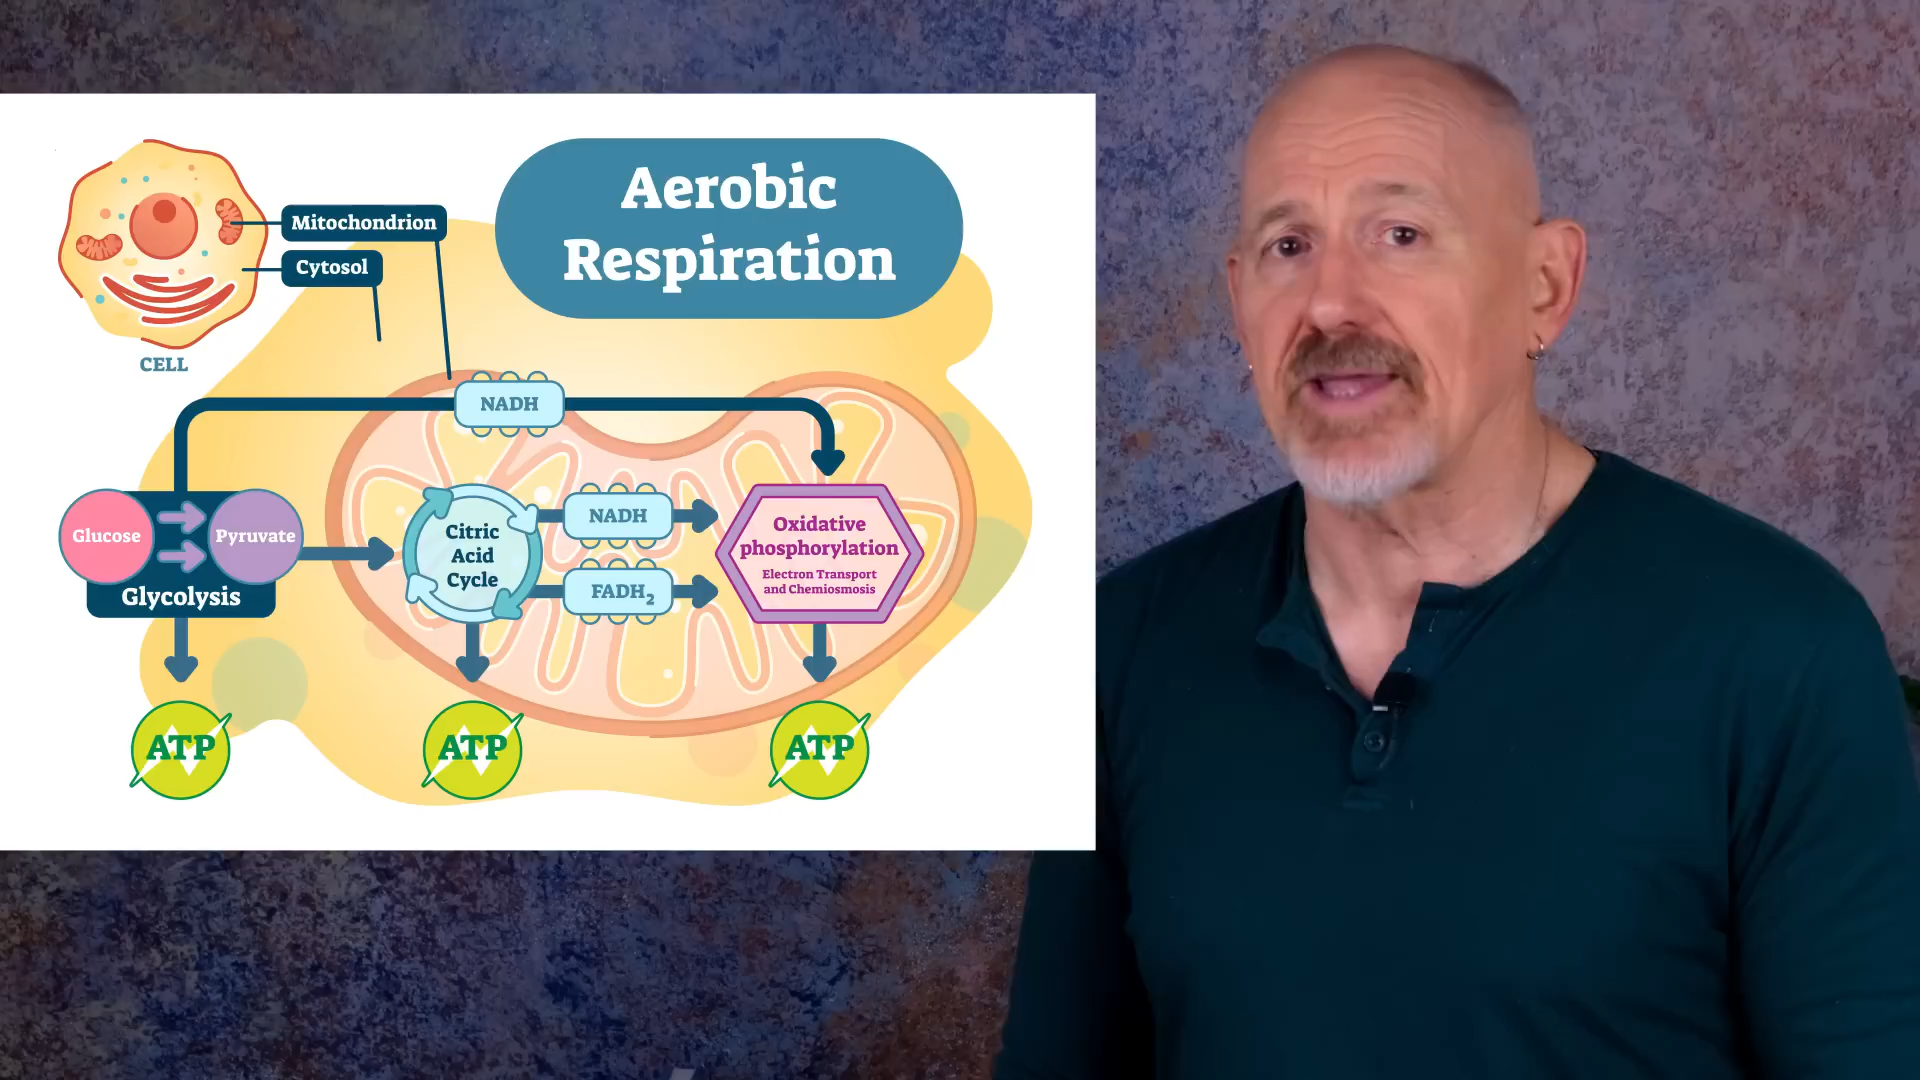 Aerobic
Respiration
Mitochondrion
Cytosol
CELL
NADH
Glucose
Pyruvate
Glycolysis
Citric
Acid
Cycle
NADH
FADH2
Oxidative
phosphorylation
Electron Transport
and Chemiosmosis
ATP
ATP
ATP